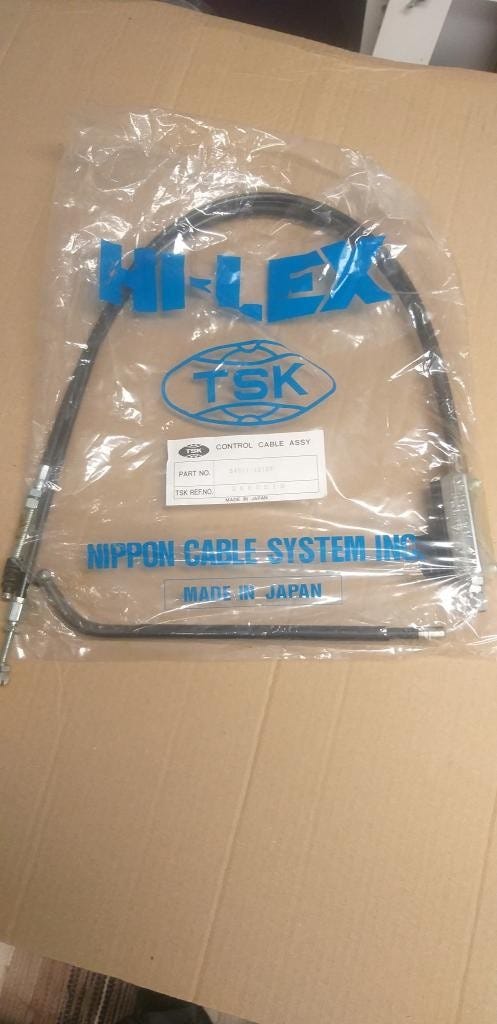 HI-LEX
TSK
TSK CONTROL CABLE ASSY
PART NO.
TSK REF.NO.
MADE IN JAPAN
NIPPON CABLE SYSTEM INC.
MADE IN JAPAN